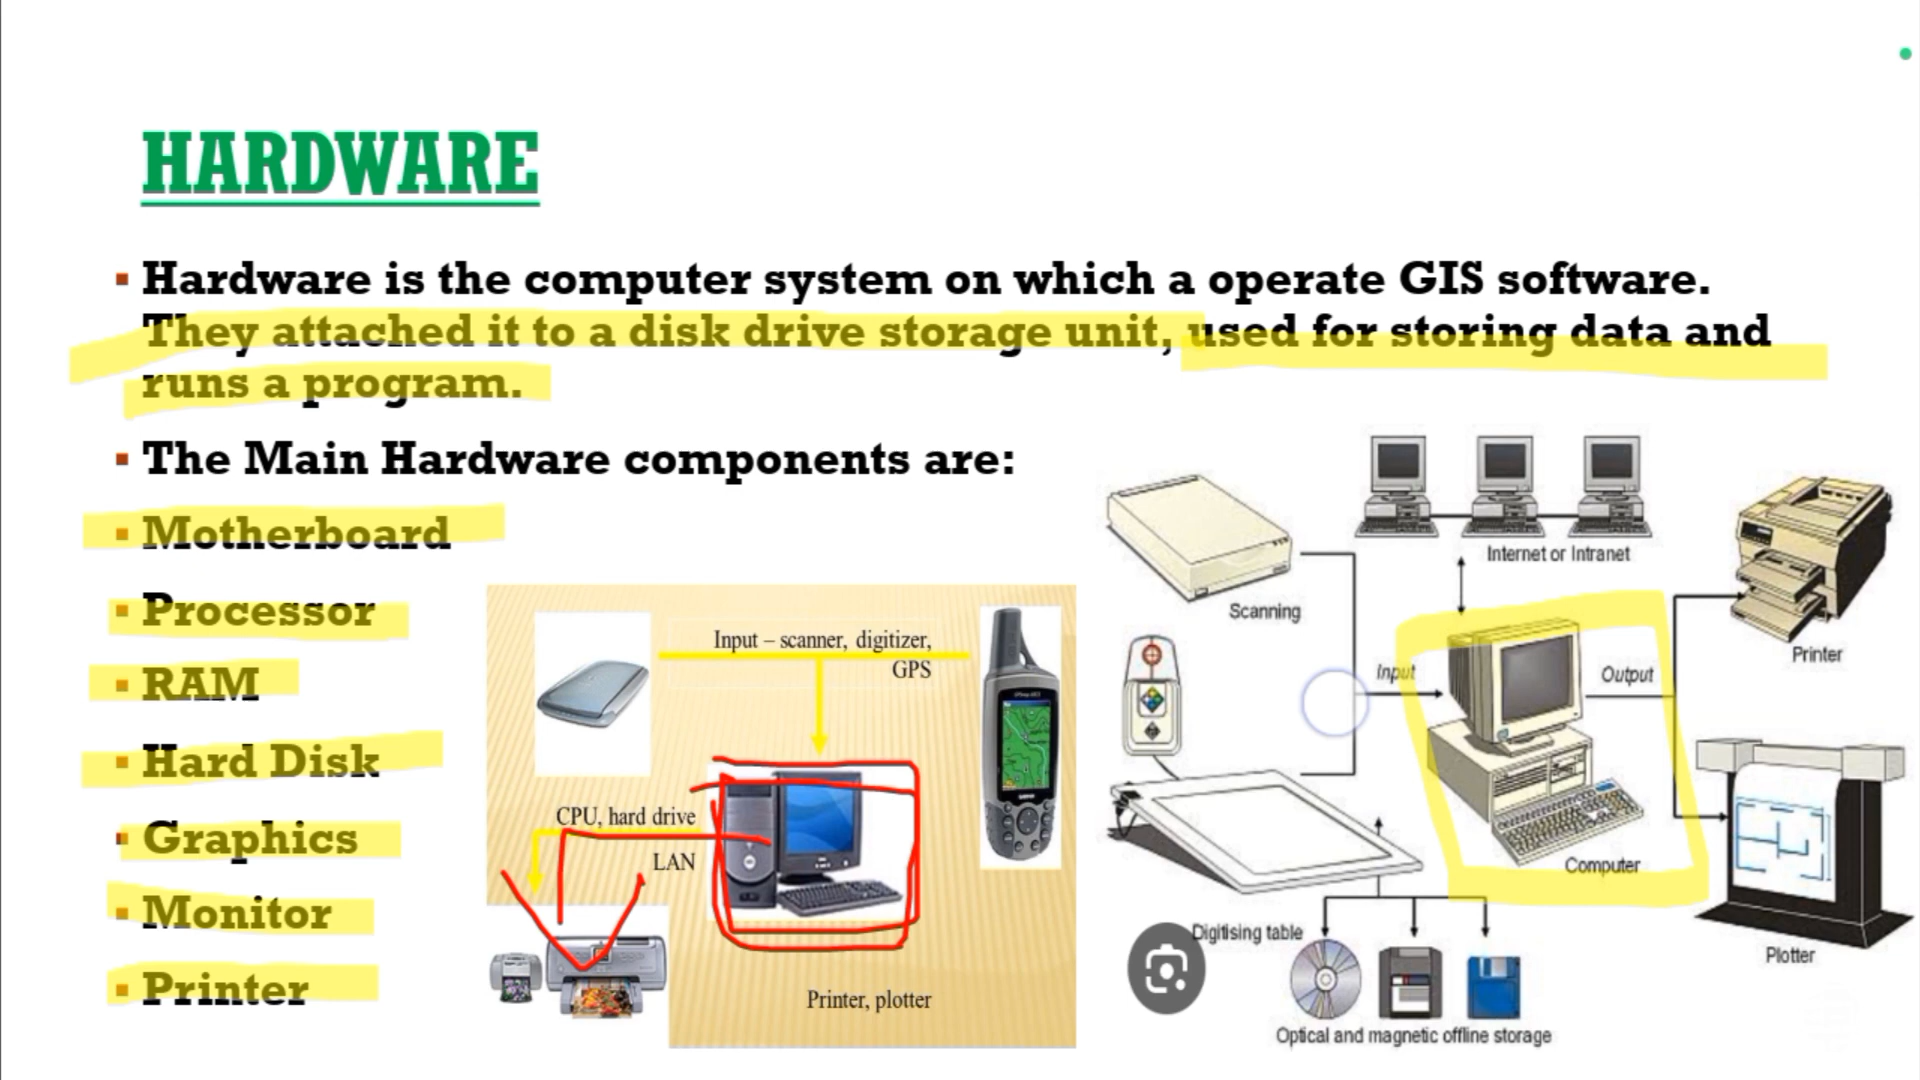 HARDWARE
Hardware is the computer system on which a operate GIS software.
They attached it to a disk drive storage unit, used for storing data and
runs a program.
The Main Hardware components are:
Motherboard
Processor
RAM
Hard Disk
Graphics
Monitor
Printer
Input – scanner, digitizer,
GPS
CPU, hard drive
LAN
Printer, plotter
Internet or Intranet
Scanning
Printer
Input
Output
Computer
Digitising table
Plotter
Optical and magnetic offline storage